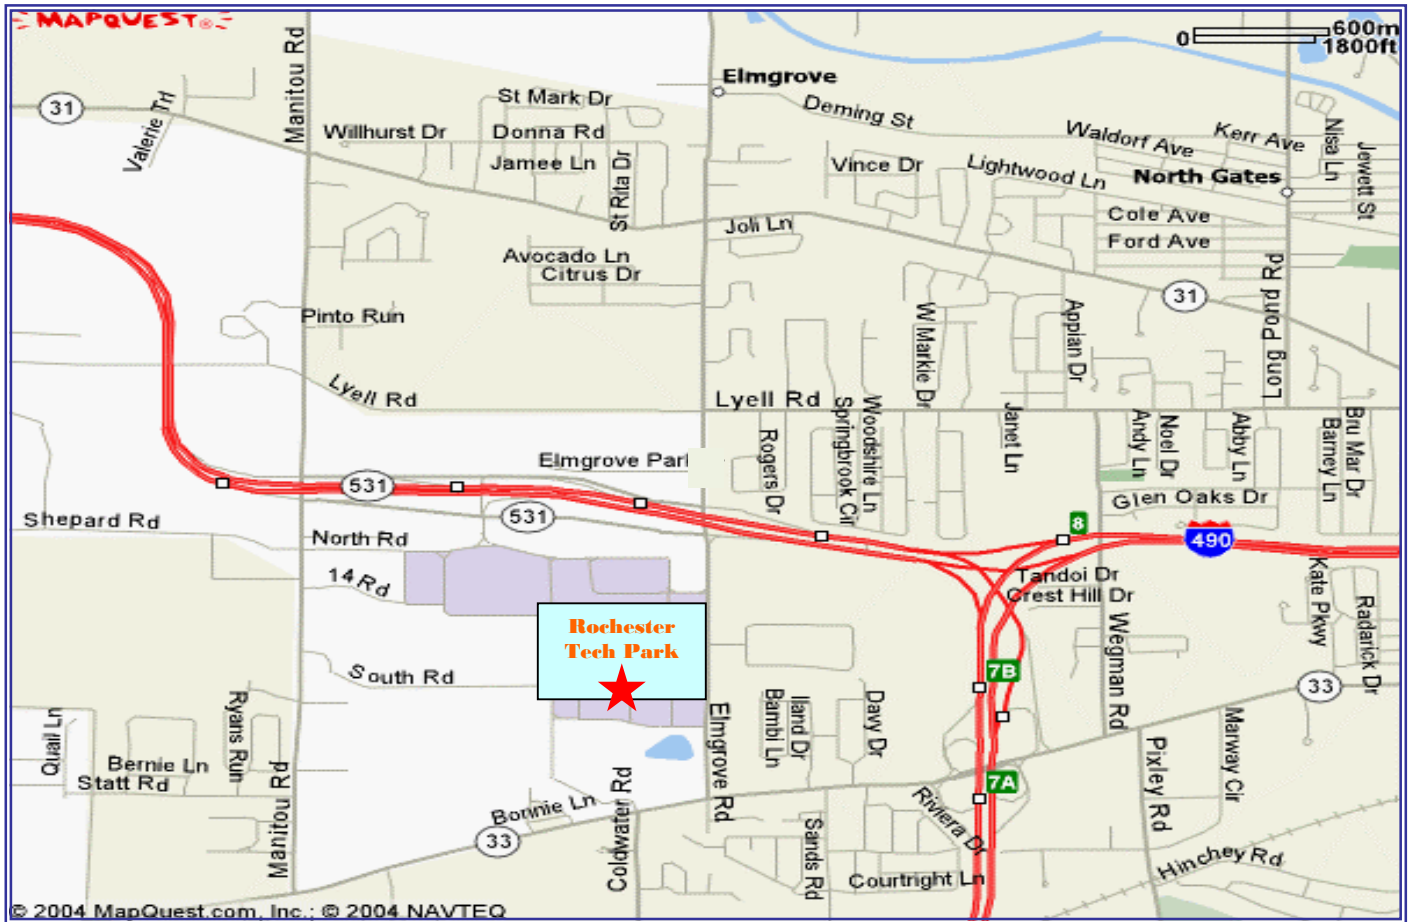 MAPQUEST®
0 600m
1800ft
Manitou Rd
31
Valerie Trl
Elmgrove
St Mark Dr
Deming St
Willhurst Dr
Donna Rd
Waldorf Ave
Kerr Ave
Nisa Ln
Jewett St
Jamee Ln
St Rita Dr
Vince Dr
Lightwood Ln
North Gates
Cole Ave
Joli Ln
Ford Ave
Avocado Ln
Citrus Dr
31
Long Pond Rd
Pinto Run
W Markie Dr
Appian Dr
Lyell Rd
Lyell Rd
Rogers Dr
Springbrook Cir
Woodshire Ln
Janet Ln
Andy Ln
Noel Dr
Abby Ln
Barney Ln
Bru Mar Dr
Elmgrove Park
531
Glen Oaks Dr
531
Shepard Rd
North Rd
8
490
14 Rd
Tandoi Dr
Crest Hill Dr
Kate Pkwy
Radarick Dr
Wegman Rd
Rochester
Tech Park
South Rd
7B
33
Quail Ln
Ryans Run
Elmgrove Rd
Bambi Ln
Iland Dr
Davy Dr
Marway Cir
Pixley Rd
Bernie Ln
Statt Rd
Manitou Rd
7A
Bonnie Ln
Coldwater Rd
Riviera Dr
33
Sands Rd
Hinchey Rd
Courtright Ln
© 2004 MapQuest.com, Inc.; © 2004 NAVTEQ